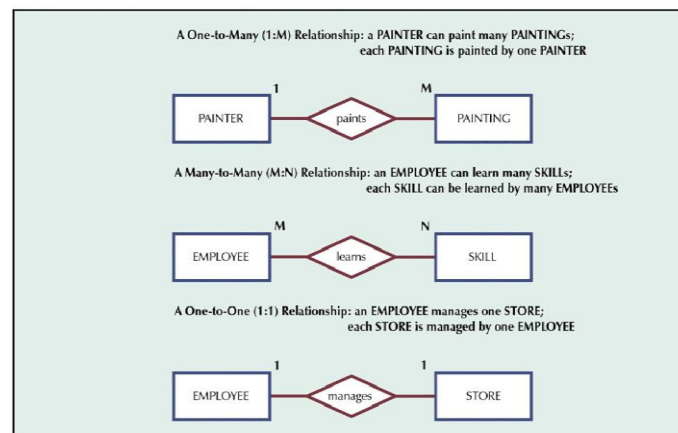 A One-to-Many (1:M) Relationship: a PAINTER can paint many PAINTINGs;
each PAINTING is painted by one PAINTER
1 M
PAINTER paints PAINTING
A Many-to-Many (M:N) Relationship: an EMPLOYEE can learn many SKILLs;
each SKILL can be learned by many EMPLOYEEs
M N
EMPLOYEE learns SKILL
A One-to-One (1:1) Relationship: an EMPLOYEE manages one STORE;
each STORE is managed by one EMPLOYEE
1 1
EMPLOYEE manages STORE